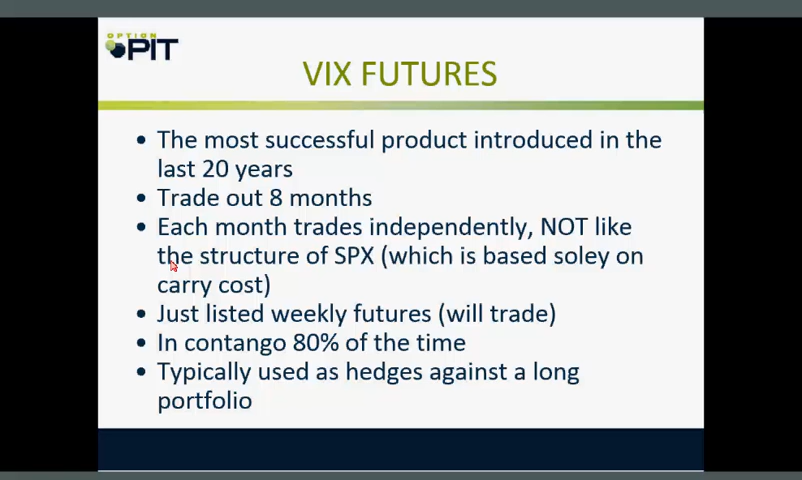 OPTION
PIT
VIX FUTURES
• The most successful product introduced in the
last 20 years
• Trade out 8 months
• Each month trades independently, NOT like
the structure of SPX (which is based soley on
carry cost)
• Just listed weekly futures (will trade)
• In contango 80% of the time
• Typically used as hedges against a long
portfolio